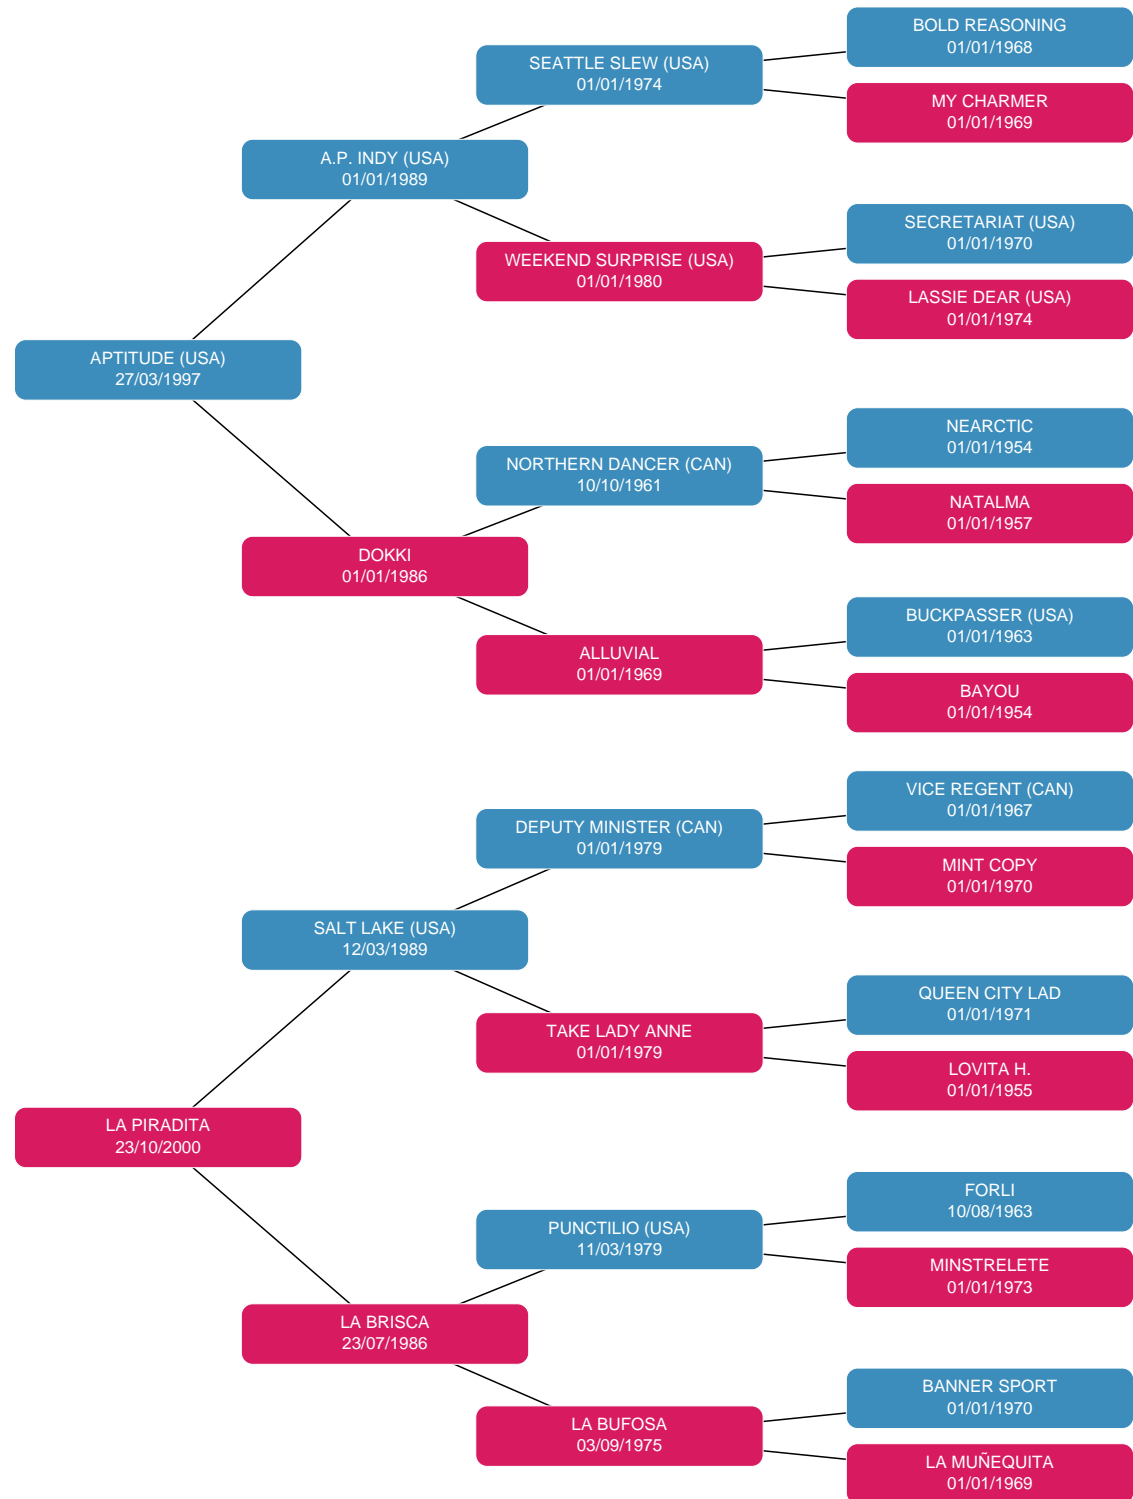 BOLD REASONING
01/01/1968
SEATTLE SLEW (USA)
01/01/1974
MY CHARMER
01/01/1969
A.P. INDY (USA)
01/01/1989
SECRETARIAT (USA)
01/01/1970
WEEKEND SURPRISE (USA)
01/01/1980
LASSIE DEAR (USA)
01/01/1974
APTITUDE (USA)
27/03/1997
NEARCTIC
01/01/1954
NORTHERN DANCER (CAN)
10/10/1961
NATALMA
01/01/1957
DOKKI
01/01/1986
BUCKPASSER (USA)
01/01/1963
ALLUVIAL
01/01/1969
BAYOU
01/01/1954
VICE REGENT (CAN)
01/01/1967
DEPUTY MINISTER (CAN)
01/01/1979
MINT COPY
01/01/1970
SALT LAKE (USA)
12/03/1989
QUEEN CITY LAD
01/01/1971
TAKE LADY ANNE
01/01/1979
LOVITA H.
01/01/1955
LA PIRADITA
23/10/2000
FORLI
10/08/1963
PUNCTILIO (USA)
11/03/1979
MINSTRELETE
01/01/1973
LA BRISCA
23/07/1986
BANNER SPORT
01/01/1970
LA BUFOSA
03/09/1975
LA MUÑEQUITA
01/01/1969